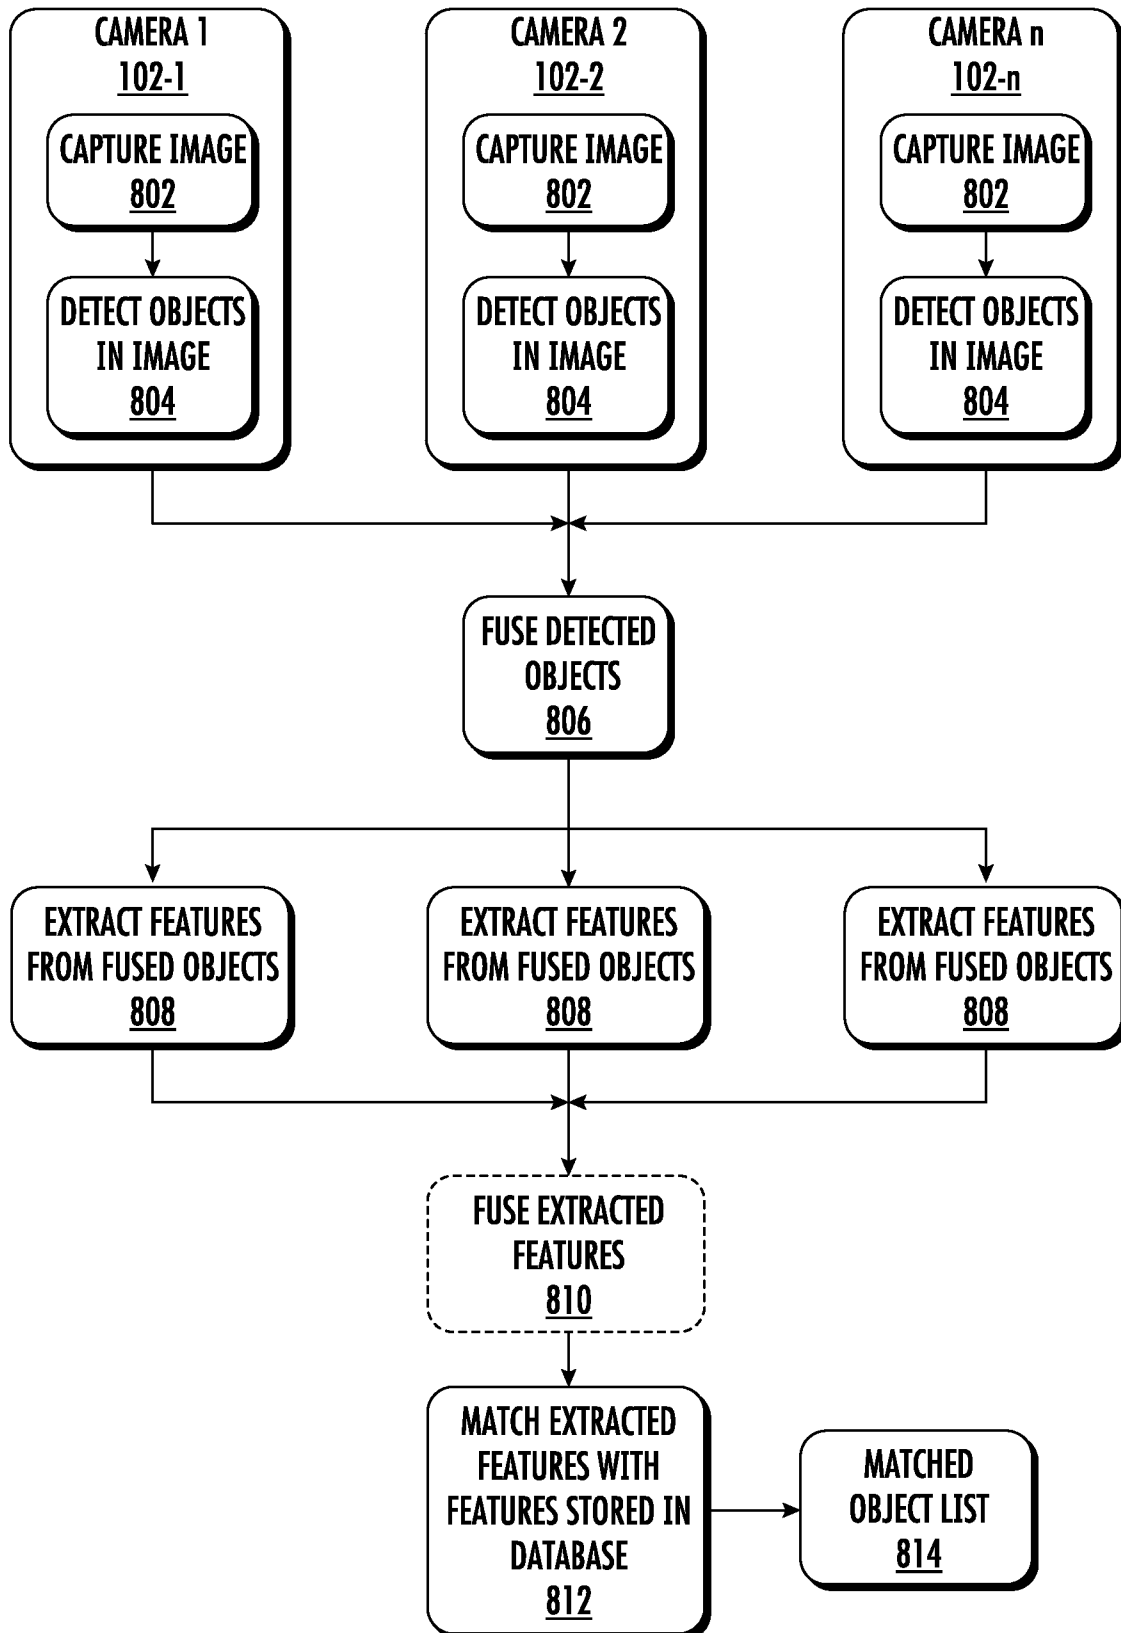 CAMERA 1
102-1
CAPTURE IMAGE
802
DETECT OBJECTS
IN IMAGE
804
CAMERA 2
102-2
CAPTURE IMAGE
802
DETECT OBJECTS
IN IMAGE
804
CAMERA n
102-n
CAPTURE IMAGE
802
DETECT OBJECTS
IN IMAGE
804
FUSE DETECTED
OBJECTS
806
EXTRACT FEATURES
FROM FUSED OBJECTS
808
EXTRACT FEATURES
FROM FUSED OBJECTS
808
EXTRACT FEATURES
FROM FUSED OBJECTS
808
FUSE EXTRACTED
FEATURES
810
MATCH EXTRACTED
FEATURES WITH
FEATURES STORED IN
DATABASE
812
MATCHED
OBJECT LIST
814